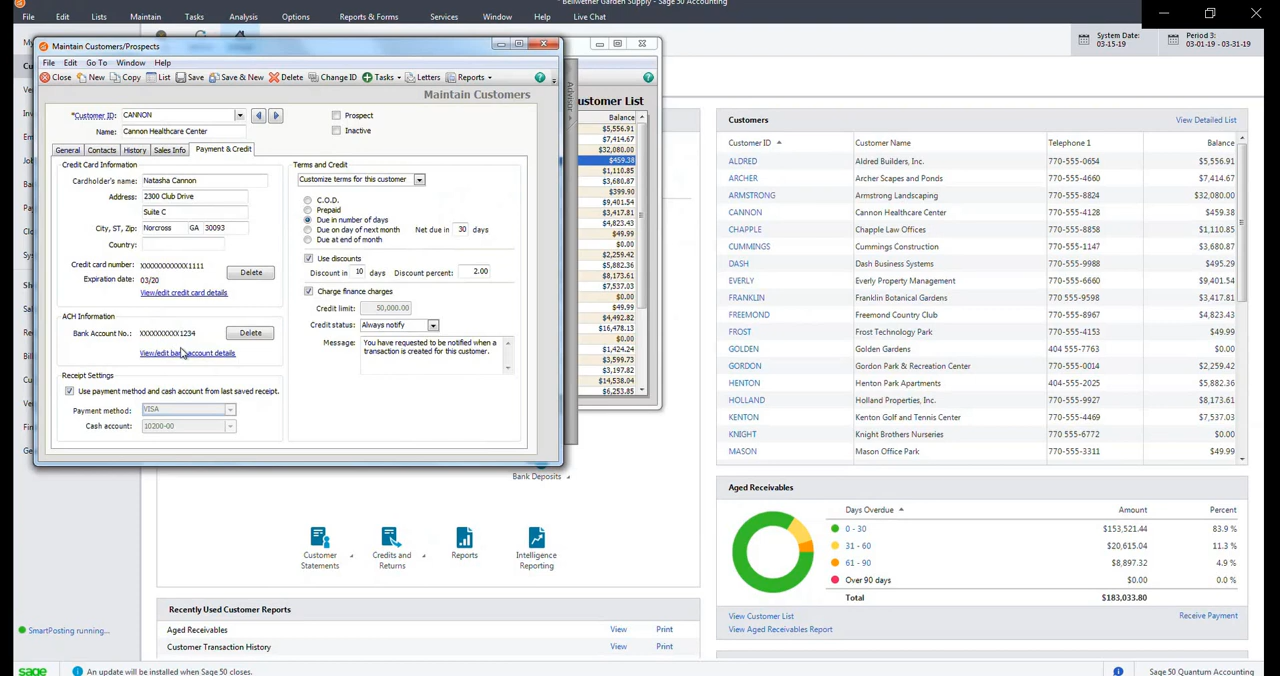 Bellwether Garden Supply - Sage 50 Accounting
File Edit Lists Maintain Tasks Analysis Options Reports & Forms Services Window Help Live Chat
System Date:
03-15-19
Period 3:
03-01-19 - 03-31-19
Maintain Customers/Prospects
File Edit Go To Window Help
Close New Copy List Save Save & New Delete Change ID Tasks Letters Reports
Maintain Customers
*Customer ID: CANNON
Name: Cannon Healthcare Center
Prospect
Inactive
General Contacts History Sales Info Payment & Credit
Credit Card Information
Cardholder's name: Natasha Cannon
Address: 2300 Club Drive
Suite C
City, ST, Zip: Norcross GA 30093
Country:
Credit card number: XXXXXXXXXXXX1111
Expiration date: 03/20
Delete
View/edit credit card details
ACH Information
Bank Account No.: XXXXXXXXXX1234
Delete
View/edit bank account details
Receipt Settings
Use payment method and cash account from last saved receipt.
Payment method: VISA
Cash account: 10200-00
Terms and Credit
Customize terms for this customer
C.O.D.
Prepaid
Due in number of days
Due on day of next month
Due at end of month
Net due in 30 days
Use discounts
Discount in 10 days Discount percent: 2.00
Charge finance charges
Credit limit: 50,000.00
Credit status: Always notify
Message: You have requested to be notified when a
transaction is created for this customer.
Advisor
ustomer List
Balance
$5,556.91
$7,414.67
$32,080.00
$459.38
$1,110.85
$3,680.87
$399.90
$9,401.54
$3,417.81
$4,823.43
$49.99
$0.00
$2,259.42
$5,882.36
$8,173.61
$7,537.03
$0.00
$49.99
$4,492.82
$16,478.13
$0.00
$1,424.24
$3,599.73
$3,197.82
$14,538.04
$6,253.85
Bank Deposits
Customer
Statements
Credits and
Returns
Reports
Intelligence
Reporting
Recently Used Customer Reports
Aged Receivables View Print
Customer Transaction History View Print
Customers View Detailed List
Customer ID Customer Name Telephone 1 Balance
ALDRED Aldred Builders, Inc. 770-555-0654 $5,556.91
ARCHER Archer Scapes and Ponds 770-555-4660 $7,414.67
ARMSTRONG Armstrong Landscaping 770-555-8824 $32,080.00
CANNON Cannon Healthcare Center 770-555-4128 $459.38
CHAPPLE Chapple Law Offices 770-555-8858 $1,110.85
CUMMINGS Cummings Construction 770-555-1147 $3,680.87
DASH Dash Business Systems 770-555-9988 $399.90
EVERLY Everly Property Management 770-555-6660 $9,401.54
FRANKLIN Franklin Botanical Gardens 770-555-9598 $3,417.81
FREEMOND Freemond Country Club 770-555-1967 $4,823.43
FROST Frost Technology Park 770-555-4153 $49.99
GOLDEN Golden Gardens 404 555-7763 $0.00
GORDON Gordon Park & Recreation Center 770-555-0014 $2,259.42
HENTON Henton Park Apartments 404-555-2025 $5,882.36
HOLLAND Holland Properties, Inc. 770-555-9927 $8,173.61
KENTON Kenton Golf and Tennis Center 770-555-4469 $7,537.03
KNIGHT Knight Brothers Nurseries 770 555-6772 $0.00
MASON Mason Office Park 770-555-3311 $49.99
Aged Receivables
Days Overdue Amount Percent
0 - 30 $153,521.44 83.9 %
31 - 60 $20,615.04 11.3 %
61 - 90 $8,897.32 4.9 %
Over 90 days $0.00 0.0 %
Total $183,033.80
View Customer List Receive Payment
View Aged Receivables Report
SmartPosting running...
sage An update will be installed when Sage 50 closes. Sage 50 Quantum Accounting